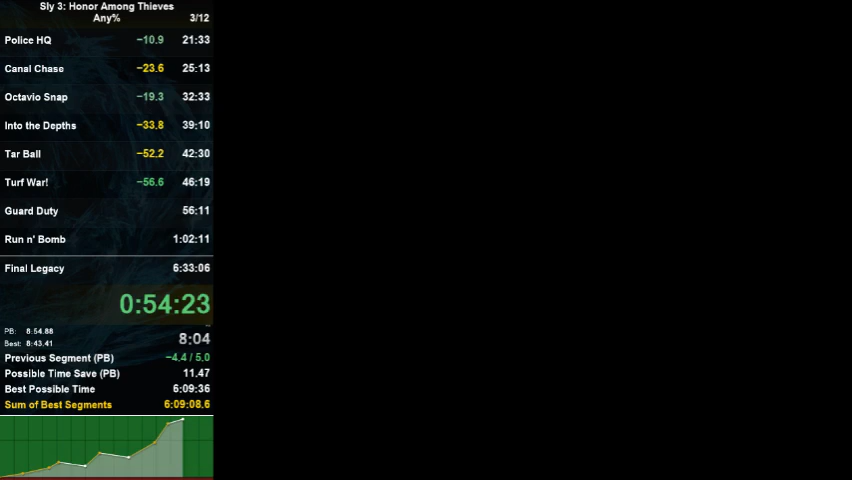 Sly 3: Honor Among Thieves
Any% 3/12
Police HQ −10.9 21:33
Canal Chase −23.6 25:13
Octavio Snap −19.3 32:33
Into the Depths −33.8 39:10
Tar Ball −52.2 42:30
Turf War! −56.6 46:19
Guard Duty 56:11
Run n' Bomb 1:02:11
Final Legacy 6:33:06
0:54:23
PB: 8:54.88
Best: 8:43.41
8:04
Previous Segment (PB) −4.4 / 5.0
Possible Time Save (PB) 11.47
Best Possible Time 6:09:36
Sum of Best Segments 6:09:08.6